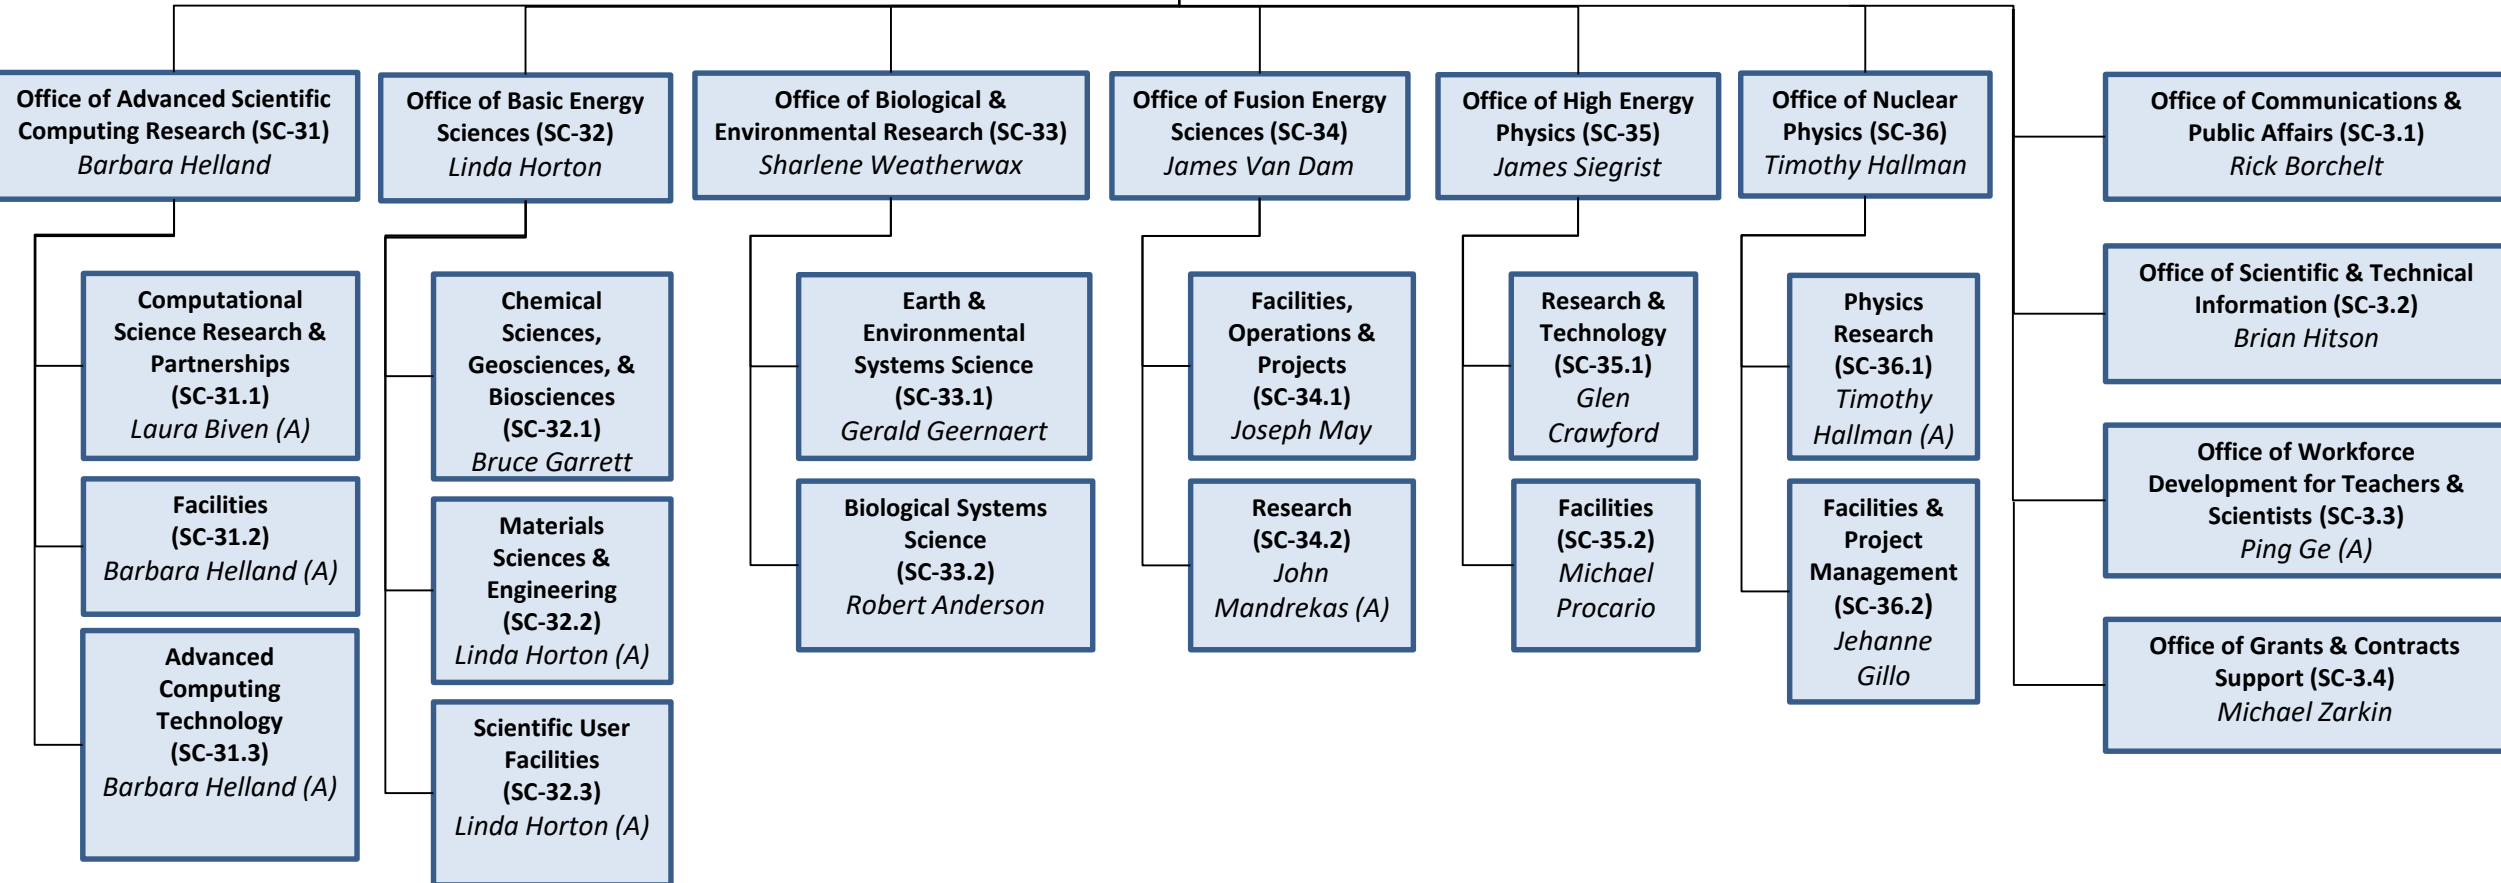 Office of Advanced Scientific
Computing Research (SC-31)
Barbara Helland
Office of Basic Energy
Sciences (SC-32)
Linda Horton
Office of Biological &
Environmental Research (SC-33)
Sharlene Weatherwax
Office of Fusion Energy
Sciences (SC-34)
James Van Dam
Office of High Energy
Physics (SC-35)
James Siegrist
Office of Nuclear
Physics (SC-36)
Timothy Hallman
Office of Communications &
Public Affairs (SC-3.1)
Rick Borchelt
Computational
Science Research &
Partnerships
(SC-31.1)
Laura Biven (A)
Facilities
(SC-31.2)
Barbara Helland (A)
Advanced
Computing
Technology
(SC-31.3)
Barbara Helland (A)
Chemical
Sciences,
Geosciences, &
Biosciences
(SC-32.1)
Bruce Garrett
Materials
Sciences &
Engineering
(SC-32.2)
Linda Horton (A)
Scientific User
Facilities
(SC-32.3)
Linda Horton (A)
Earth &
Environmental
Systems Science
(SC-33.1)
Gerald Geernaert
Biological Systems
Science
(SC-33.2)
Robert Anderson
Facilities,
Operations &
Projects
(SC-34.1)
Joseph May
Research
(SC-34.2)
John
Mandrekas (A)
Research &
Technology
(SC-35.1)
Glen
Crawford
Facilities
(SC-35.2)
Michael
Procario
Physics
Research
(SC-36.1)
Timothy
Hallman (A)
Facilities &
Project
Management
(SC-36.2)
Jehanne
Gillo
Office of Scientific & Technical
Information (SC-3.2)
Brian Hitson
Office of Workforce
Development for Teachers &
Scientists (SC-3.3)
Ping Ge (A)
Office of Grants & Contracts
Support (SC-3.4)
Michael Zarkin